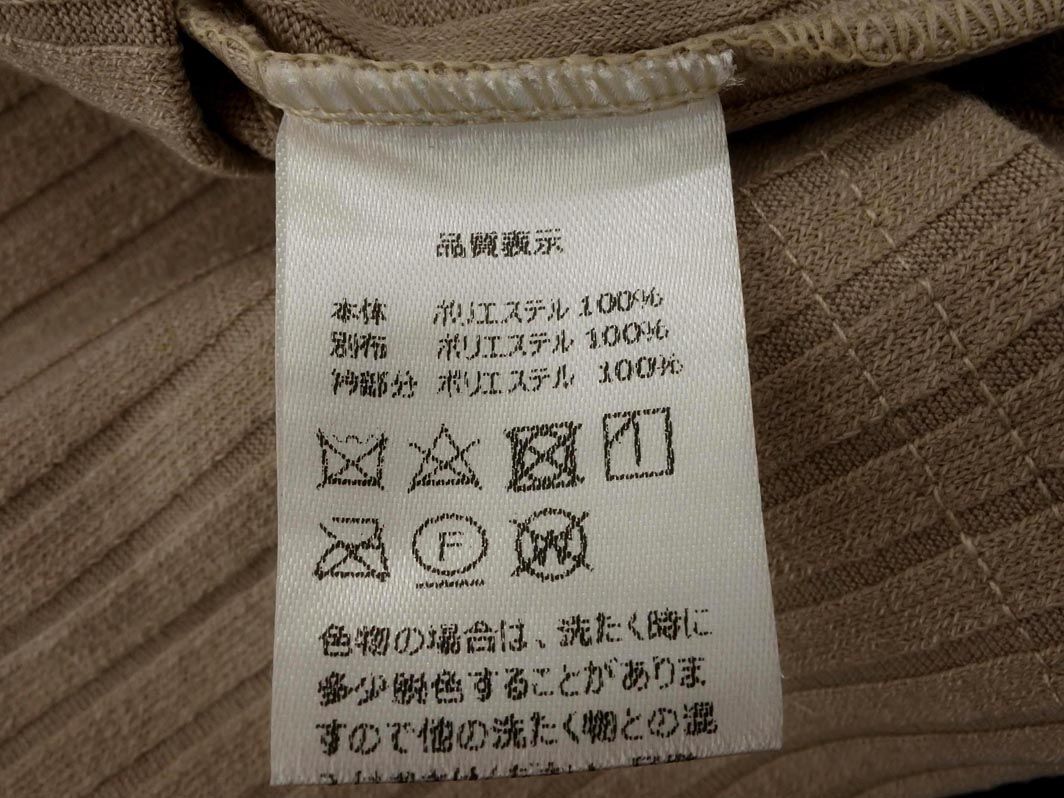 品質表示
本体 ポリエステル 100%
別布 ポリエステル 100%
衿部分 ポリエステル 100%
F
W
色物の場合は、洗たく時に
多少脱色することがありま
すので他の洗たく物との混